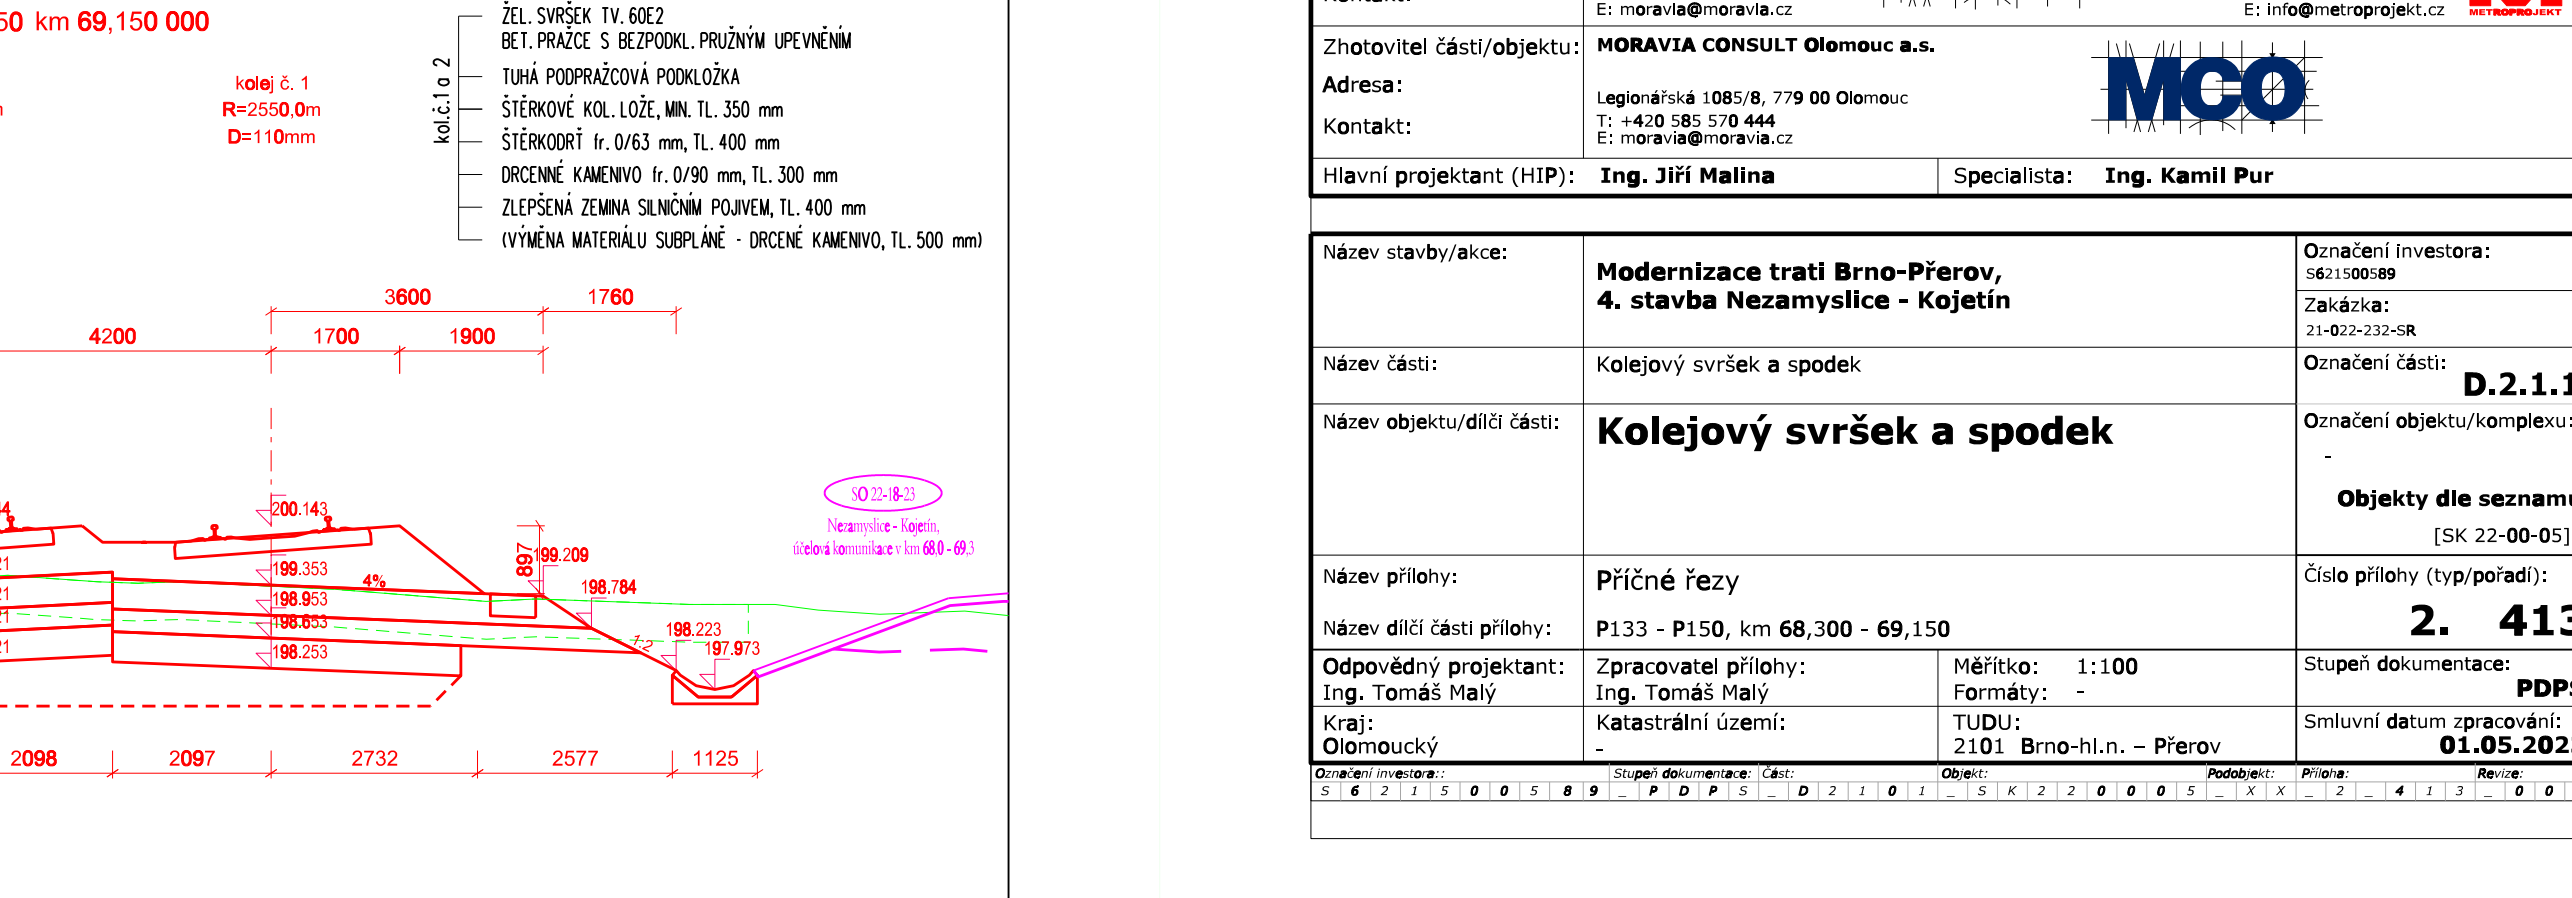 50 km 69,150 000
kolej č. 1
R=2550,0m
D=110mm
kol.č.1 a 2
ŽEL. SVRŠEK TV. 60E2
BET. PRAŽCE S BEZPODKL. PRUŽNÝM UPEVNĚNÍM
TUHÁ PODPRAŽCOVÁ PODKLOŽKA
ŠTĚRKOVÉ KOL. LOŽE, MIN. TL. 350 mm
ŠTĚRKODRŤ fr. 0/63 mm, TL. 400 mm
DRCENNÉ KAMENIVO fr. 0/90 mm, TL. 300 mm
ZLEPŠENÁ ZEMINA SILNIČNÍM POJIVEM, TL. 400 mm
(VÝMĚNA MATERIÁLU SUBPLÁNĚ - DRCENÉ KAMENIVO, TL. 500 mm)
3600 1760
4200 1700 1900
200.143
199.353
198.953
198.653
198.253
4%
897
199.209
198.784
1:2
198.223
197.973
21
21
21
21
SO 22-18-23
Nezamyslice - Kojetín,
účelová komunikace v km 68,0 - 69,3
2098 2097 2732 2577 1125
E: moravia@moravia.cz
E: info@metroprojekt.cz
METROPROJEKT
Zhotovitel části/objektu: MORAVIA CONSULT Olomouc a.s.
MCO
Adresa:
Legionářská 1085/8, 779 00 Olomouc
Kontakt: T: +420 585 570 444
E: moravia@moravia.cz
Hlavní projektant (HIP): Ing. Jiří Malina Specialista: Ing. Kamil Pur
Název stavby/akce:
Modernizace trati Brno-Přerov,
4. stavba Nezamyslice - Kojetín
Označení investora:
S621500589
Zakázka:
21-022-232-SR
Název části: Kolejový svršek a spodek
Označení části:
D.2.1.1
Název objektu/dílči části: Kolejový svršek a spodek
Označení objektu/komplexu:
-
Objekty dle seznamu
[SK 22-00-05]
Název přílohy: Příčné řezy
Název dílčí části přílohy: P133 - P150, km 68,300 - 69,150
Číslo přílohy (typ/pořadí):
2. 413
Odpovědný projektant: Zpracovatel přílohy: Měřítko: 1:100
Ing. Tomáš Malý Ing. Tomáš Malý Formáty: -
Stupeň dokumentace:
PDPS
Kraj: Katastrální území: TUDU:
Olomoucký - 2101 Brno-hl.n. – Přerov
Smluvní datum zpracování:
01.05.202
Označení investora:: Stupeň dokumentace: Část: Objekt: Podobjekt: Příloha: Revize:
S 6 2 1 5 0 0 5 8 9 _ P D P S _ D 2 1 0 1 _ S K 2 2 0 0 0 5 _ X X _ 2 _ 4 1 3 _ 0 0